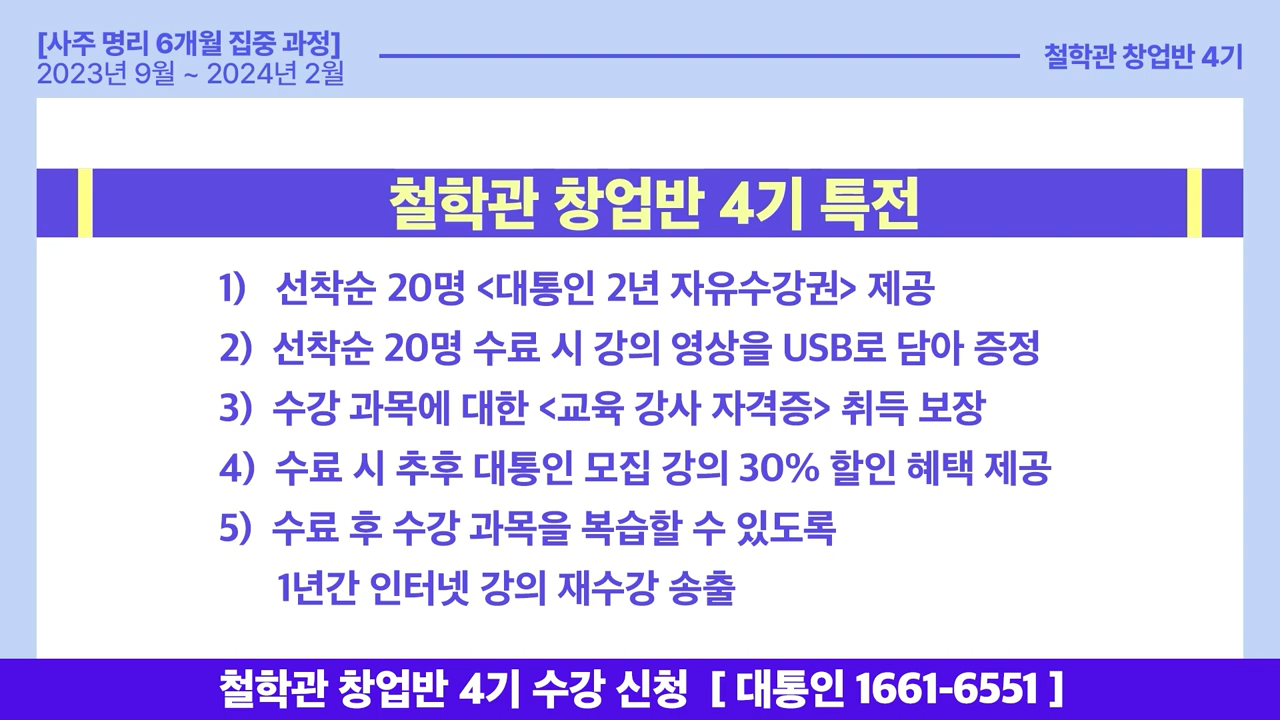 [사주 명리 6개월 집중 과정]
2023년 9월 ~ 2024년 2월
철학관 창업반 4기
철학관 창업반 4기 특전
1) 선착순 20명 <대통인 2년 자유수강권> 제공
2) 선착순 20명 수료 시 강의 영상을 USB로 담아 증정
3) 수강 과목에 대한 <교육 강사 자격증> 취득 보장
4) 수료 시 추후 대통인 모집 강의 30% 할인 혜택 제공
5) 수료 후 수강 과목을 복습할 수 있도록
1년간 인터넷 강의 재수강 송출
철학관 창업반 4기 수강 신청 [ 대통인 1661-6551 ]